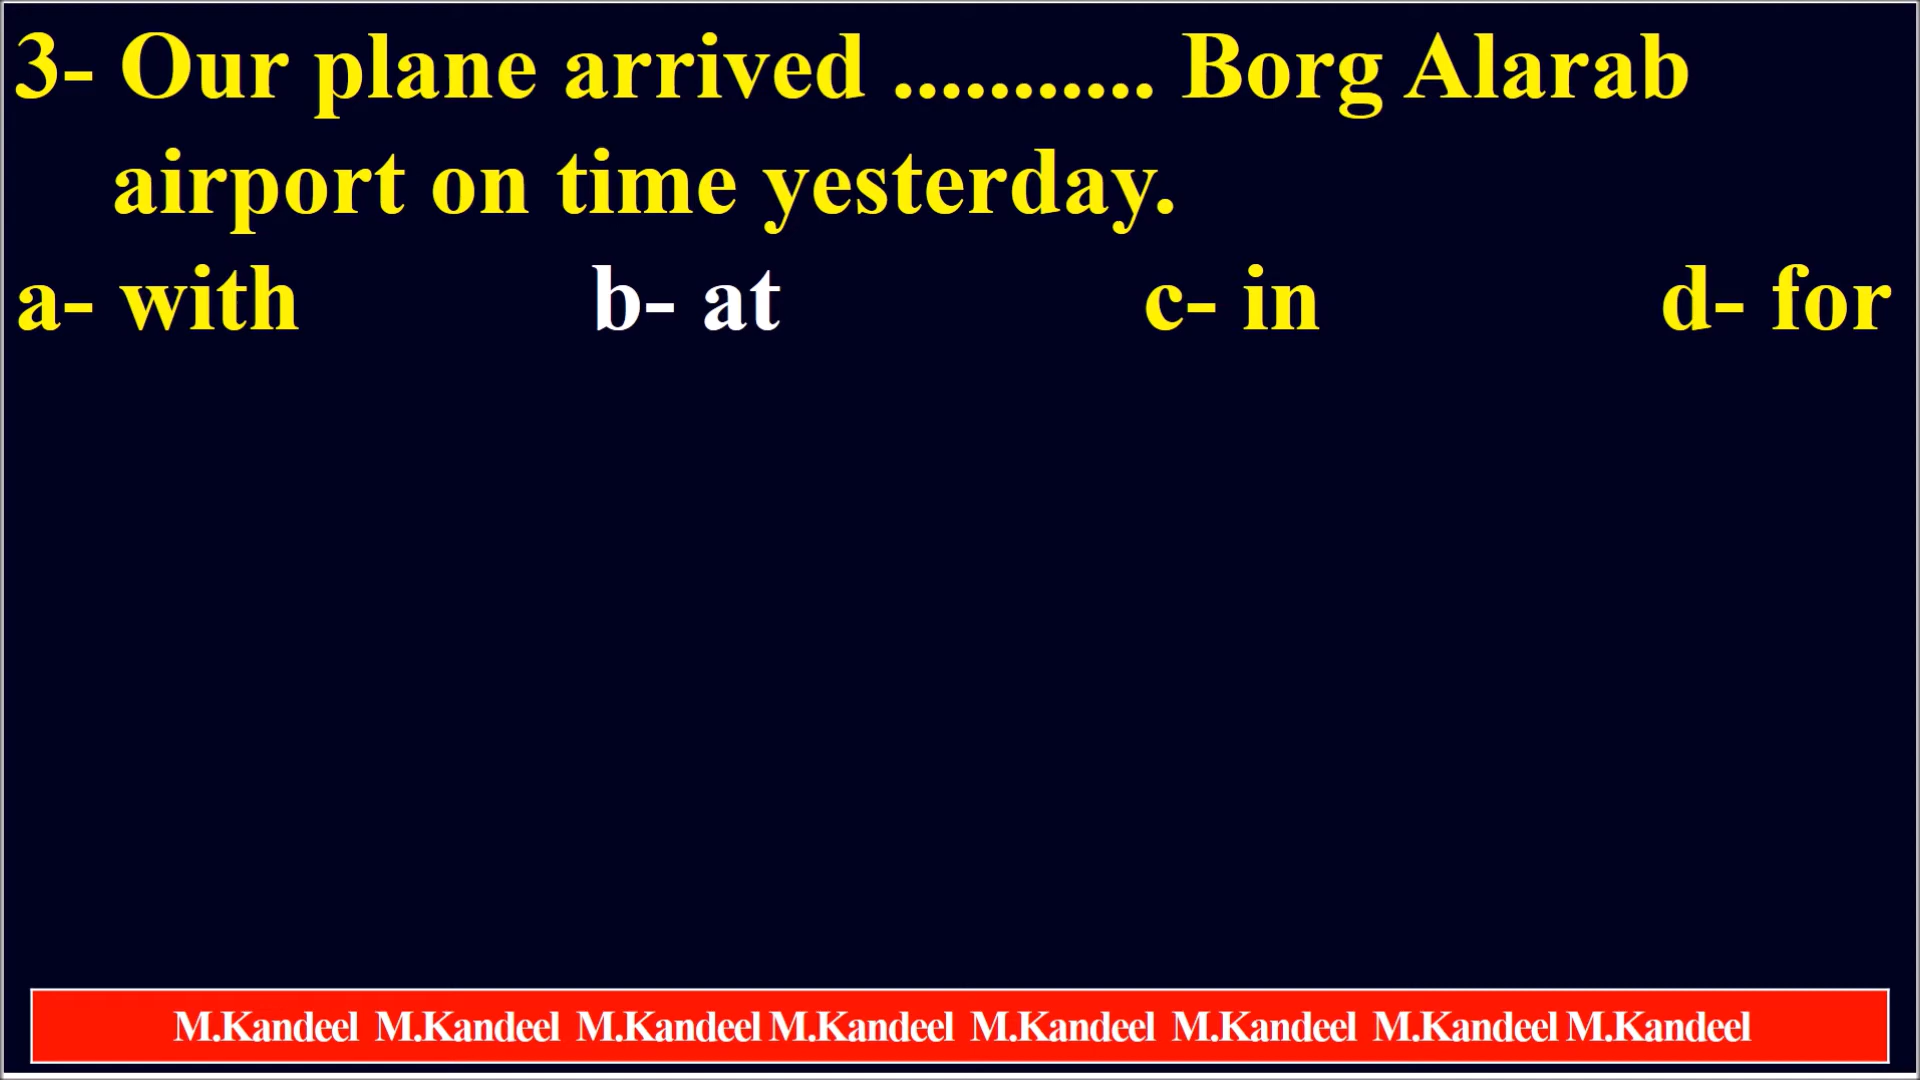 3- Our plane arrived ........... Borg Alarab
airport on time yesterday.
a- with b- at c- in d- for
M.Kandeel M.Kandeel M.Kandeel M.Kandeel M.Kandeel M.Kandeel M.Kandeel M.Kandeel